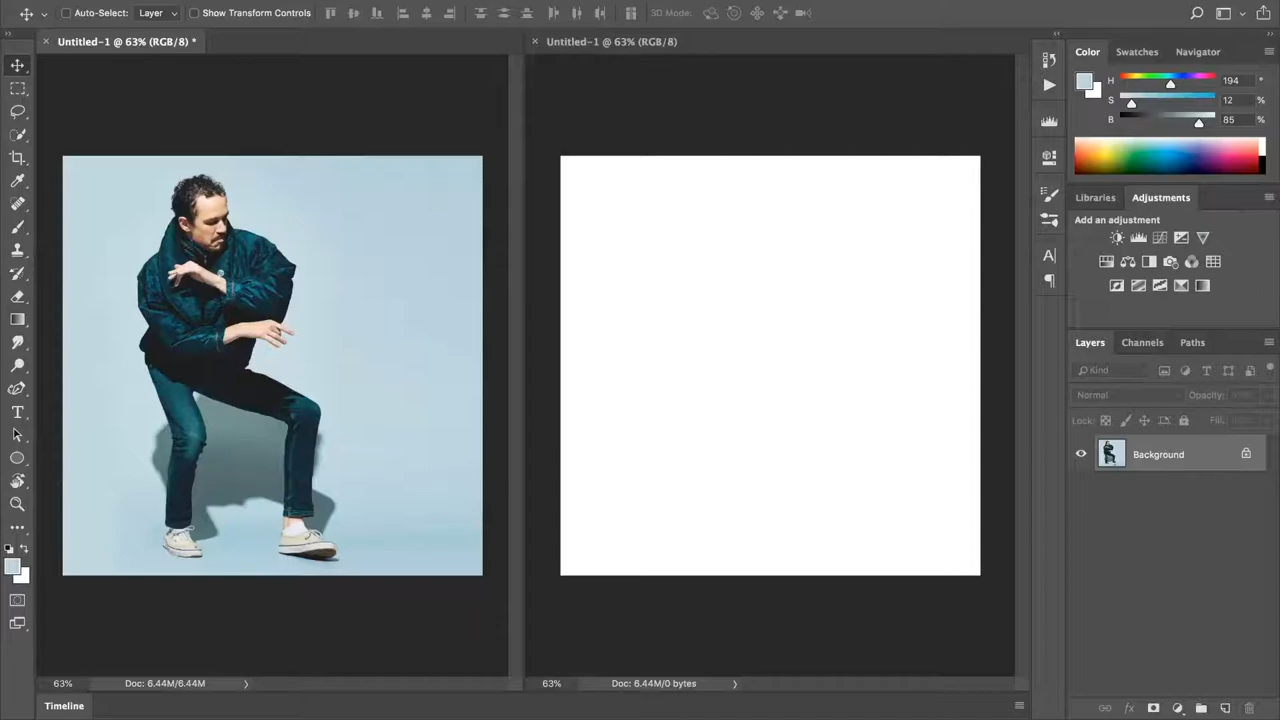 Auto-Select: Layer Show Transform Controls 3D Mode:
Untitled-1 @ 63% (RGB/8) *
Untitled-1 @ 63% (RGB/8)
Color Swatches Navigator
H 194 °
S 12 %
B 85 %
Libraries Adjustments
Add an adjustment
Layers Channels Paths
Kind
Normal Opacity:
Lock: Fill:
Background
63% Doc: 6.44M/6.44M
63% Doc: 6.44M/0 bytes
Timeline